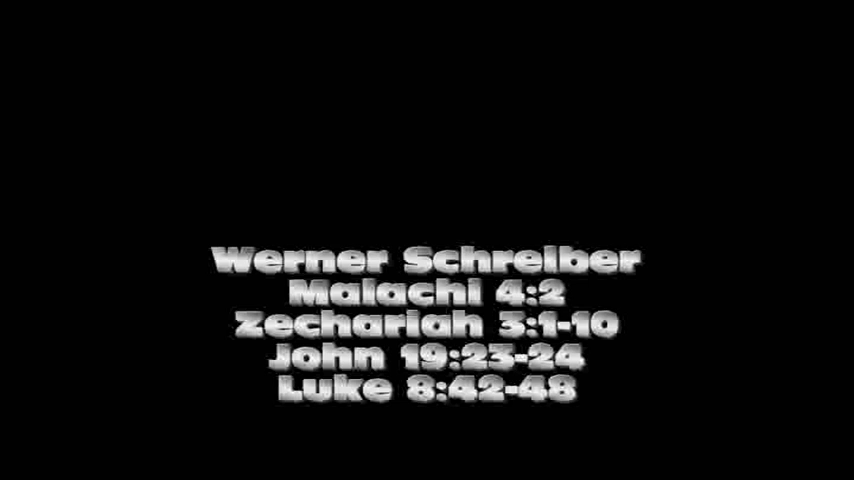 Werner Schreiber
Malachi 4:2
Zechariah 3:1-10
John 19:23-24
Luke 8:42-48